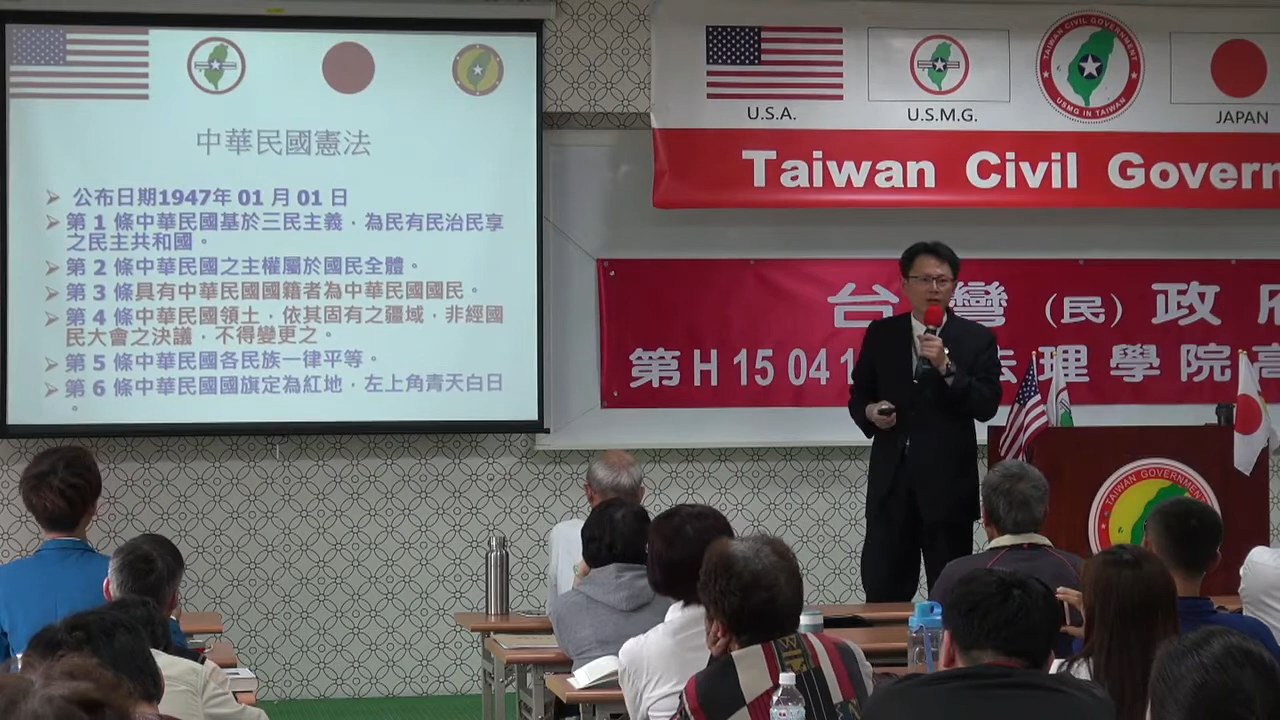 中華民國憲法
公布日期1947年 01 月 01 日
第 1 條中華民國基於三民主義，為民有民治民享
之民主共和國。
第 2 條中華民國之主權屬於國民全體。
第 3 條具有中華民國國籍者為中華民國國民。
第 4 條中華民國領土，依其固有之疆域，非經國
民大會之決議，不得變更之。
第 5 條中華民國各民族一律平等。
第 6 條中華民國國旗定為紅地，左上角青天白日
。
U.S.A.
U.S.M.G.
TAIWAN CIVIL GOVERNMENT
USMG IN TAIWAN
JAPAN
Taiwan Civil Govern
台灣（民）政府
第 H 15 04 1 法理學院高
TAIWAN GOVERNMENT